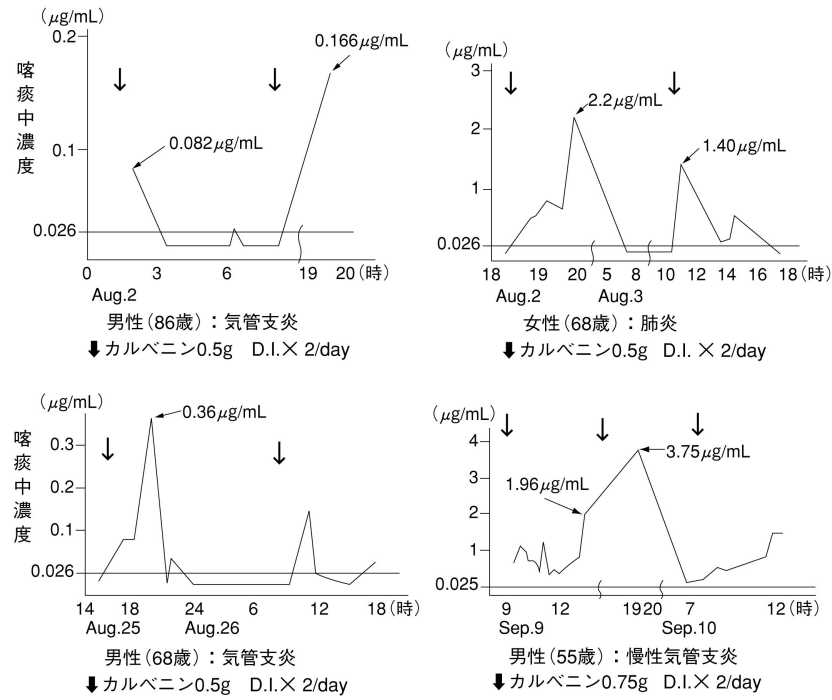 (μg/mL)
0.2
0.166μg/mL
喀痰中濃度
0.1
0.082μg/mL
0.026
0 3 6 19 20(時)
Aug.2
男性(86歳):気管支炎
⬇カルベニン0.5g D.I.× 2/day
(μg/mL)
3
2.2μg/mL
2
1.40μg/mL
1
0.026
18 19 20 5 8 10 12 14 16 18(時)
Aug.2 Aug.3
女性(68歳):肺炎
⬇カルベニン0.5g D.I.× 2/day
(μg/mL)
0.36μg/mL
喀痰中濃度
0.3
0.2
0.1
0.026
14 18 24 6 12 18(時)
Aug.25 Aug.26
男性(68歳):気管支炎
⬇カルベニン0.5g D.I.× 2/day
(μg/mL)
4
3.75μg/mL
3
1.96μg/mL
2
1
0.025
9 12 19 20 7 12(時)
Sep.9 Sep.10
男性(55歳):慢性気管支炎
⬇カルベニン0.75g D.I.× 2/day